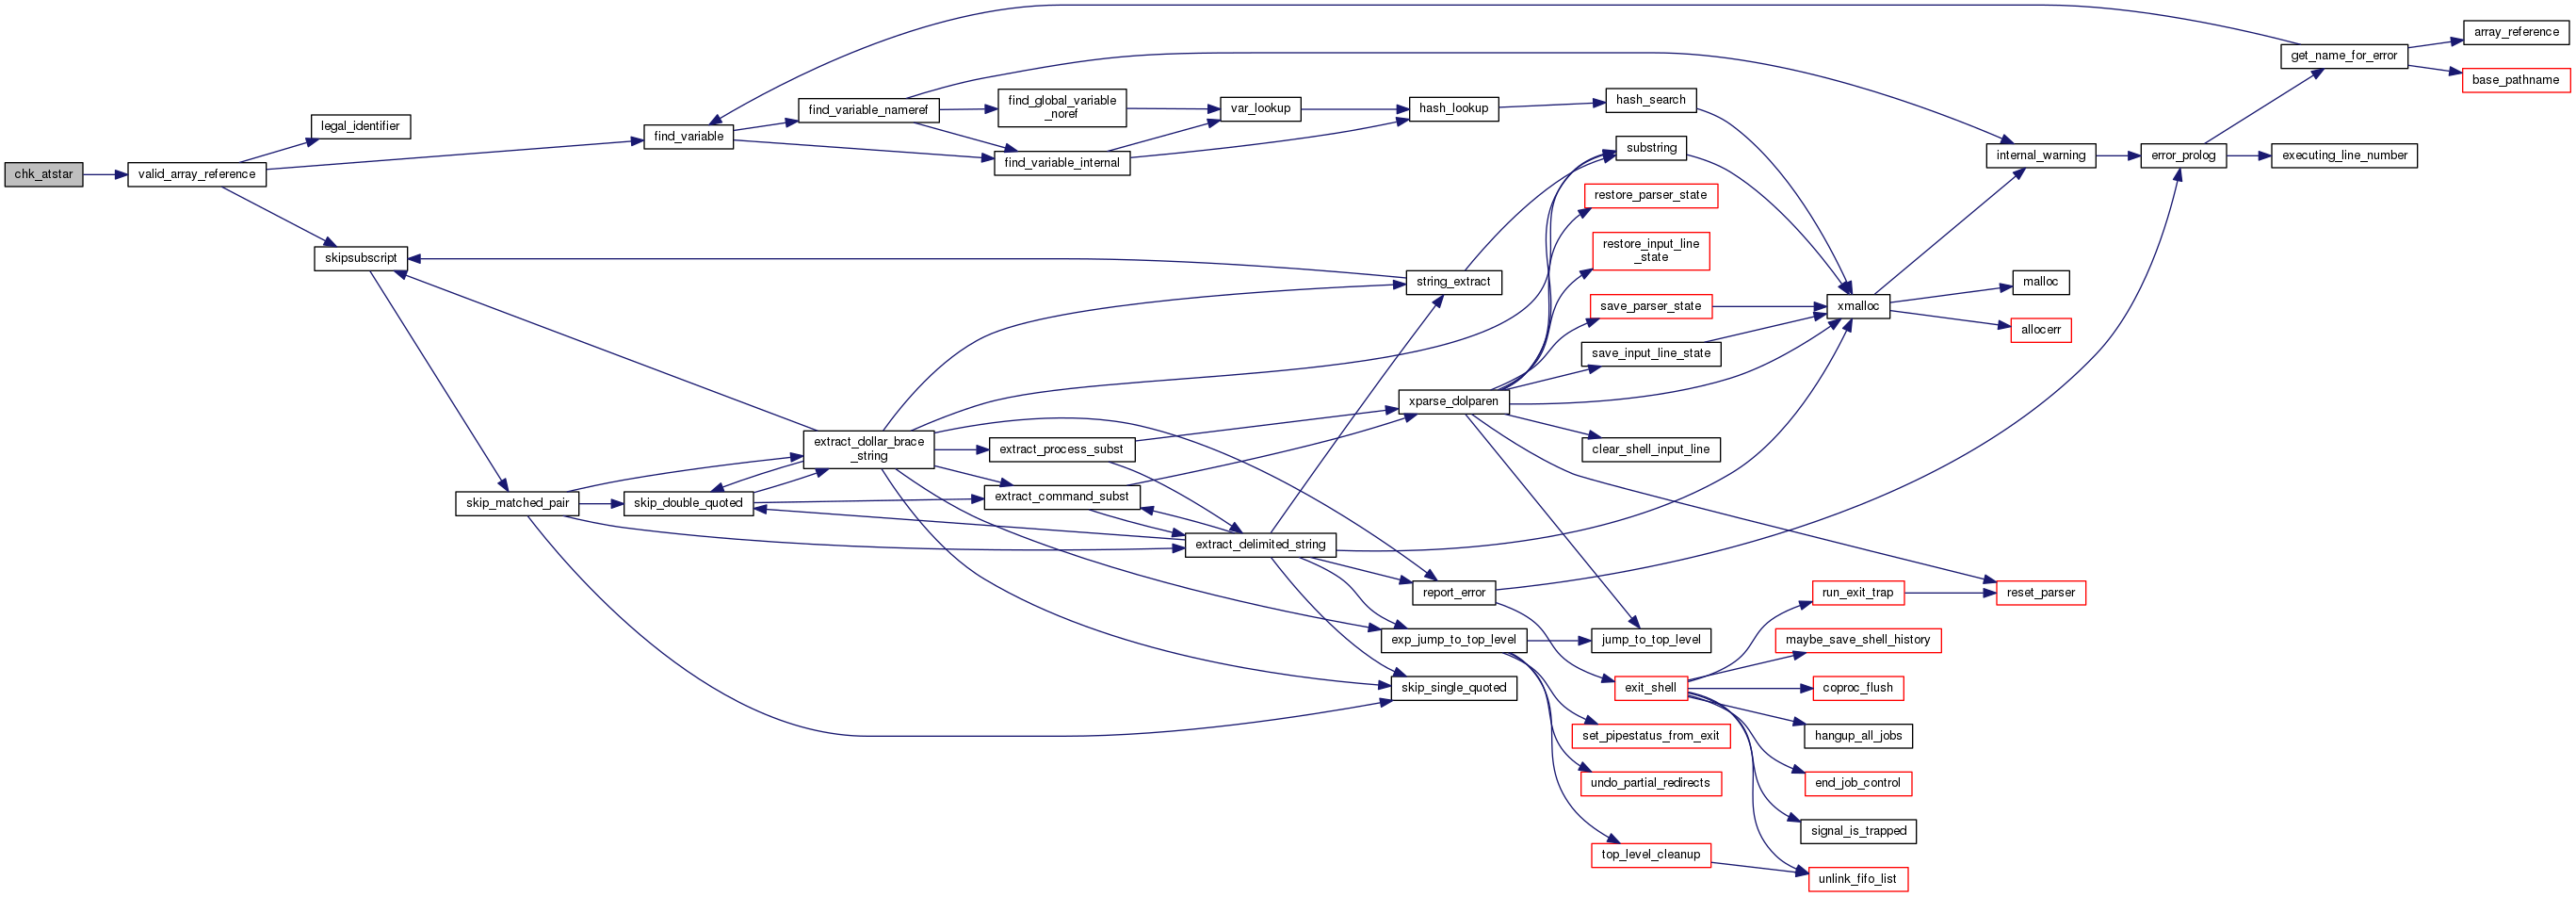 chk_atstar
valid_array_reference
legal_identifier
skipsubscript
find_variable
skip_matched_pair
skip_double_quoted
find_variable_nameref
extract_dollar_brace
_string
find_global_variable
_noref
find_variable_internal
extract_process_subst
extract_command_subst
var_lookup
extract_delimited_string
hash_lookup
string_extract
xparse_dolparen
report_error
exp_jump_to_top_level
skip_single_quoted
hash_search
substring
restore_parser_state
restore_input_line
_state
save_parser_state
save_input_line_state
clear_shell_input_line
jump_to_top_level
exit_shell
set_pipestatus_from_exit
undo_partial_redirects
top_level_cleanup
xmalloc
run_exit_trap
maybe_save_shell_history
coproc_flush
hangup_all_jobs
end_job_control
signal_is_trapped
unlink_fifo_list
internal_warning
malloc
allocerr
reset_parser
error_prolog
get_name_for_error
executing_line_number
array_reference
base_pathname